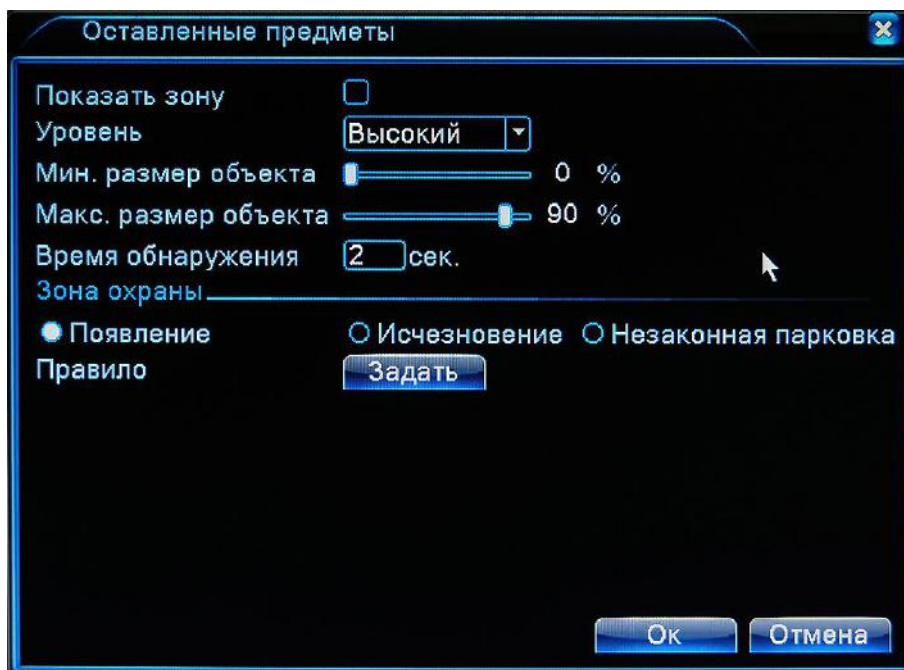 Оставленные предметы
Показать зону
Уровень Высокий
Мин. размер объекта 0 %
Макс. размер объекта 90 %
Время обнаружения 2 сек.
Зона охраны
Появление Исчезновение Незаконная парковка
Правило Задать
Ок Отмена